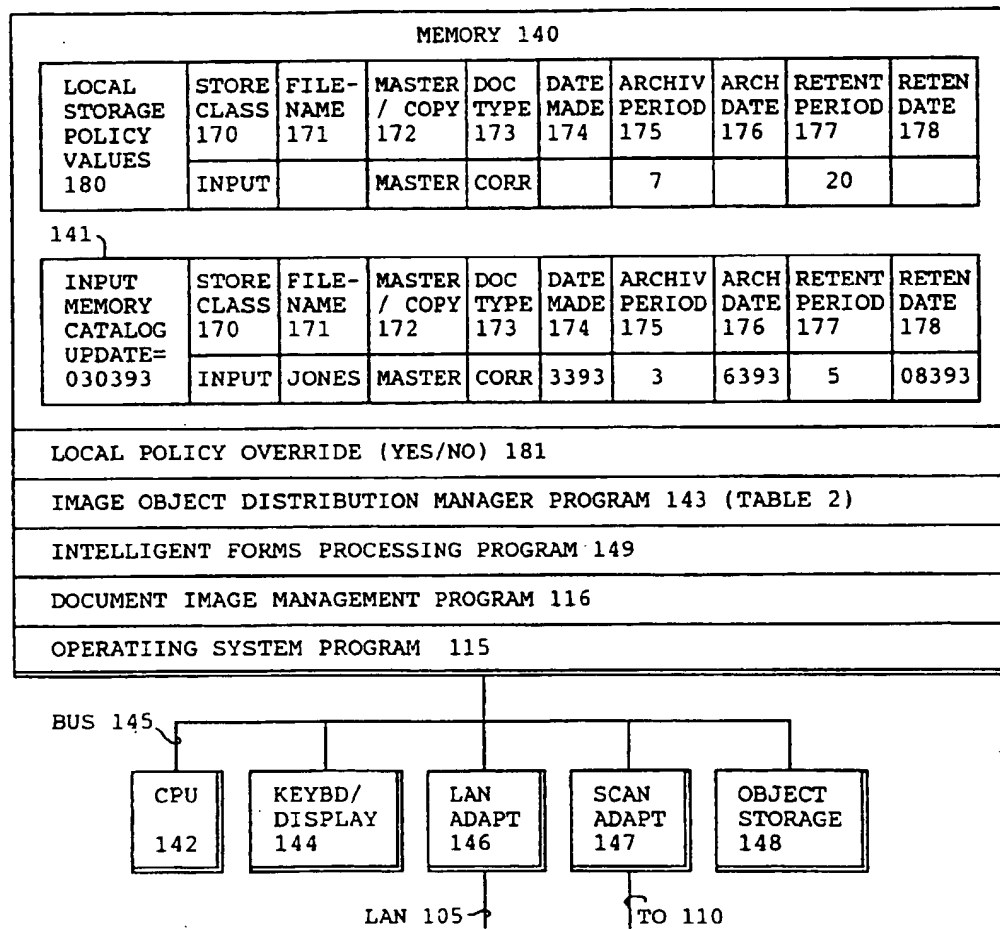 MEMORY 140
LOCAL STORAGE POLICY VALUES 180
STORE CLASS 170
FILE-NAME 171
MASTER / COPY 172
DOC TYPE 173
DATE MADE 174
ARCHIV PERIOD 175
ARCH DATE 176
RETENT PERIOD 177
RETEN DATE 178
INPUT MASTER CORR 7 20
141
INPUT MEMORY CATALOG UPDATE= 030393
STORE CLASS 170
FILE-NAME 171
MASTER / COPY 172
DOC TYPE 173
DATE MADE 174
ARCHIV PERIOD 175
ARCH DATE 176
RETENT PERIOD 177
RETEN DATE 178
INPUT JONES MASTER CORR 3393 3 6393 5 08393
LOCAL POLICY OVERRIDE (YES/NO) 181
IMAGE OBJECT DISTRIBUTION MANAGER PROGRAM 143 (TABLE 2)
INTELLIGENT FORMS PROCESSING PROGRAM 149
DOCUMENT IMAGE MANAGEMENT PROGRAM 116
OPERATIING SYSTEM PROGRAM 115
BUS 145
CPU 142
KEYBD/ DISPLAY 144
LAN ADAPT 146
SCAN ADAPT 147
OBJECT STORAGE 148
LAN 105
TO 110